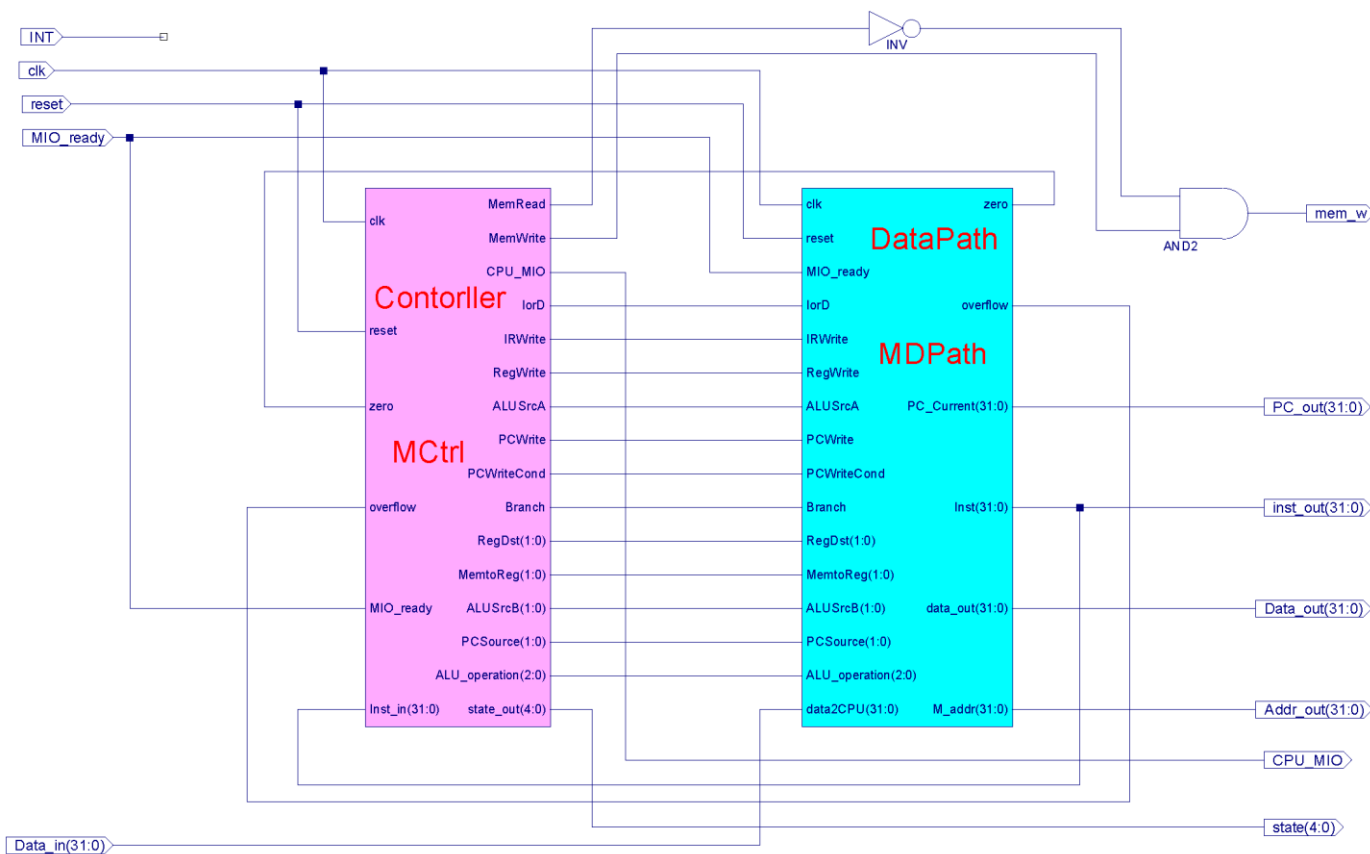 INT
INV
clk
reset
MIO_ready
mem_w
AND2
Contorller
MCtrl
clk
reset
zero
overflow
MIO_ready
Inst_in(31:0)
MemRead
MemWrite
CPU_MIO
IorD
IRWrite
RegWrite
ALUSrcA
PCWrite
PCWriteCond
Branch
RegDst(1:0)
MemtoReg(1:0)
ALUSrcB(1:0)
PCSource(1:0)
ALU_operation(2:0)
state_out(4:0)
DataPath
MDPath
clk
reset
MIO_ready
IorD
IRWrite
RegWrite
ALUSrcA
PCWrite
PCWriteCond
Branch
RegDst(1:0)
MemtoReg(1:0)
ALUSrcB(1:0)
PCSource(1:0)
ALU_operation(2:0)
data2CPU(31:0)
zero
overflow
PC_Current(31:0)
Inst(31:0)
data_out(31:0)
M_addr(31:0)
PC_out(31:0)
inst_out(31:0)
Data_out(31:0)
Addr_out(31:0)
CPU_MIO
state(4:0)
Data_in(31:0)